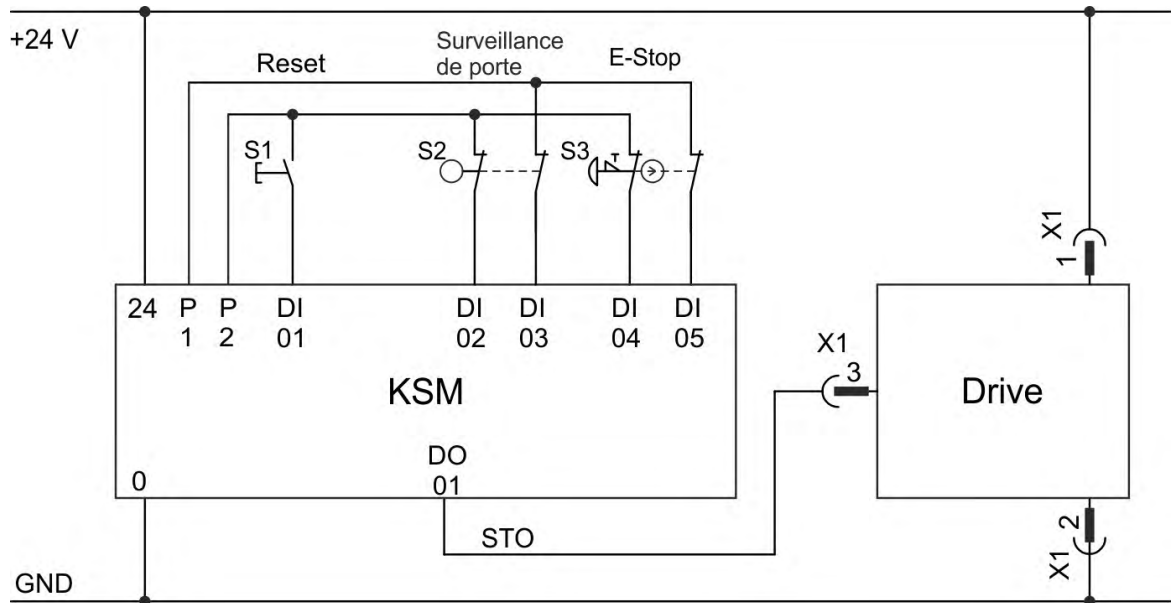 +24 V
Reset
Surveillance
de porte
E-Stop
S1
S2
S3
X1
1
24 P P DI DI DI DI DI
1 2 01 02 03 04 05
X1
3
KSM
Drive
DO
01
0
STO
2
X1
GND